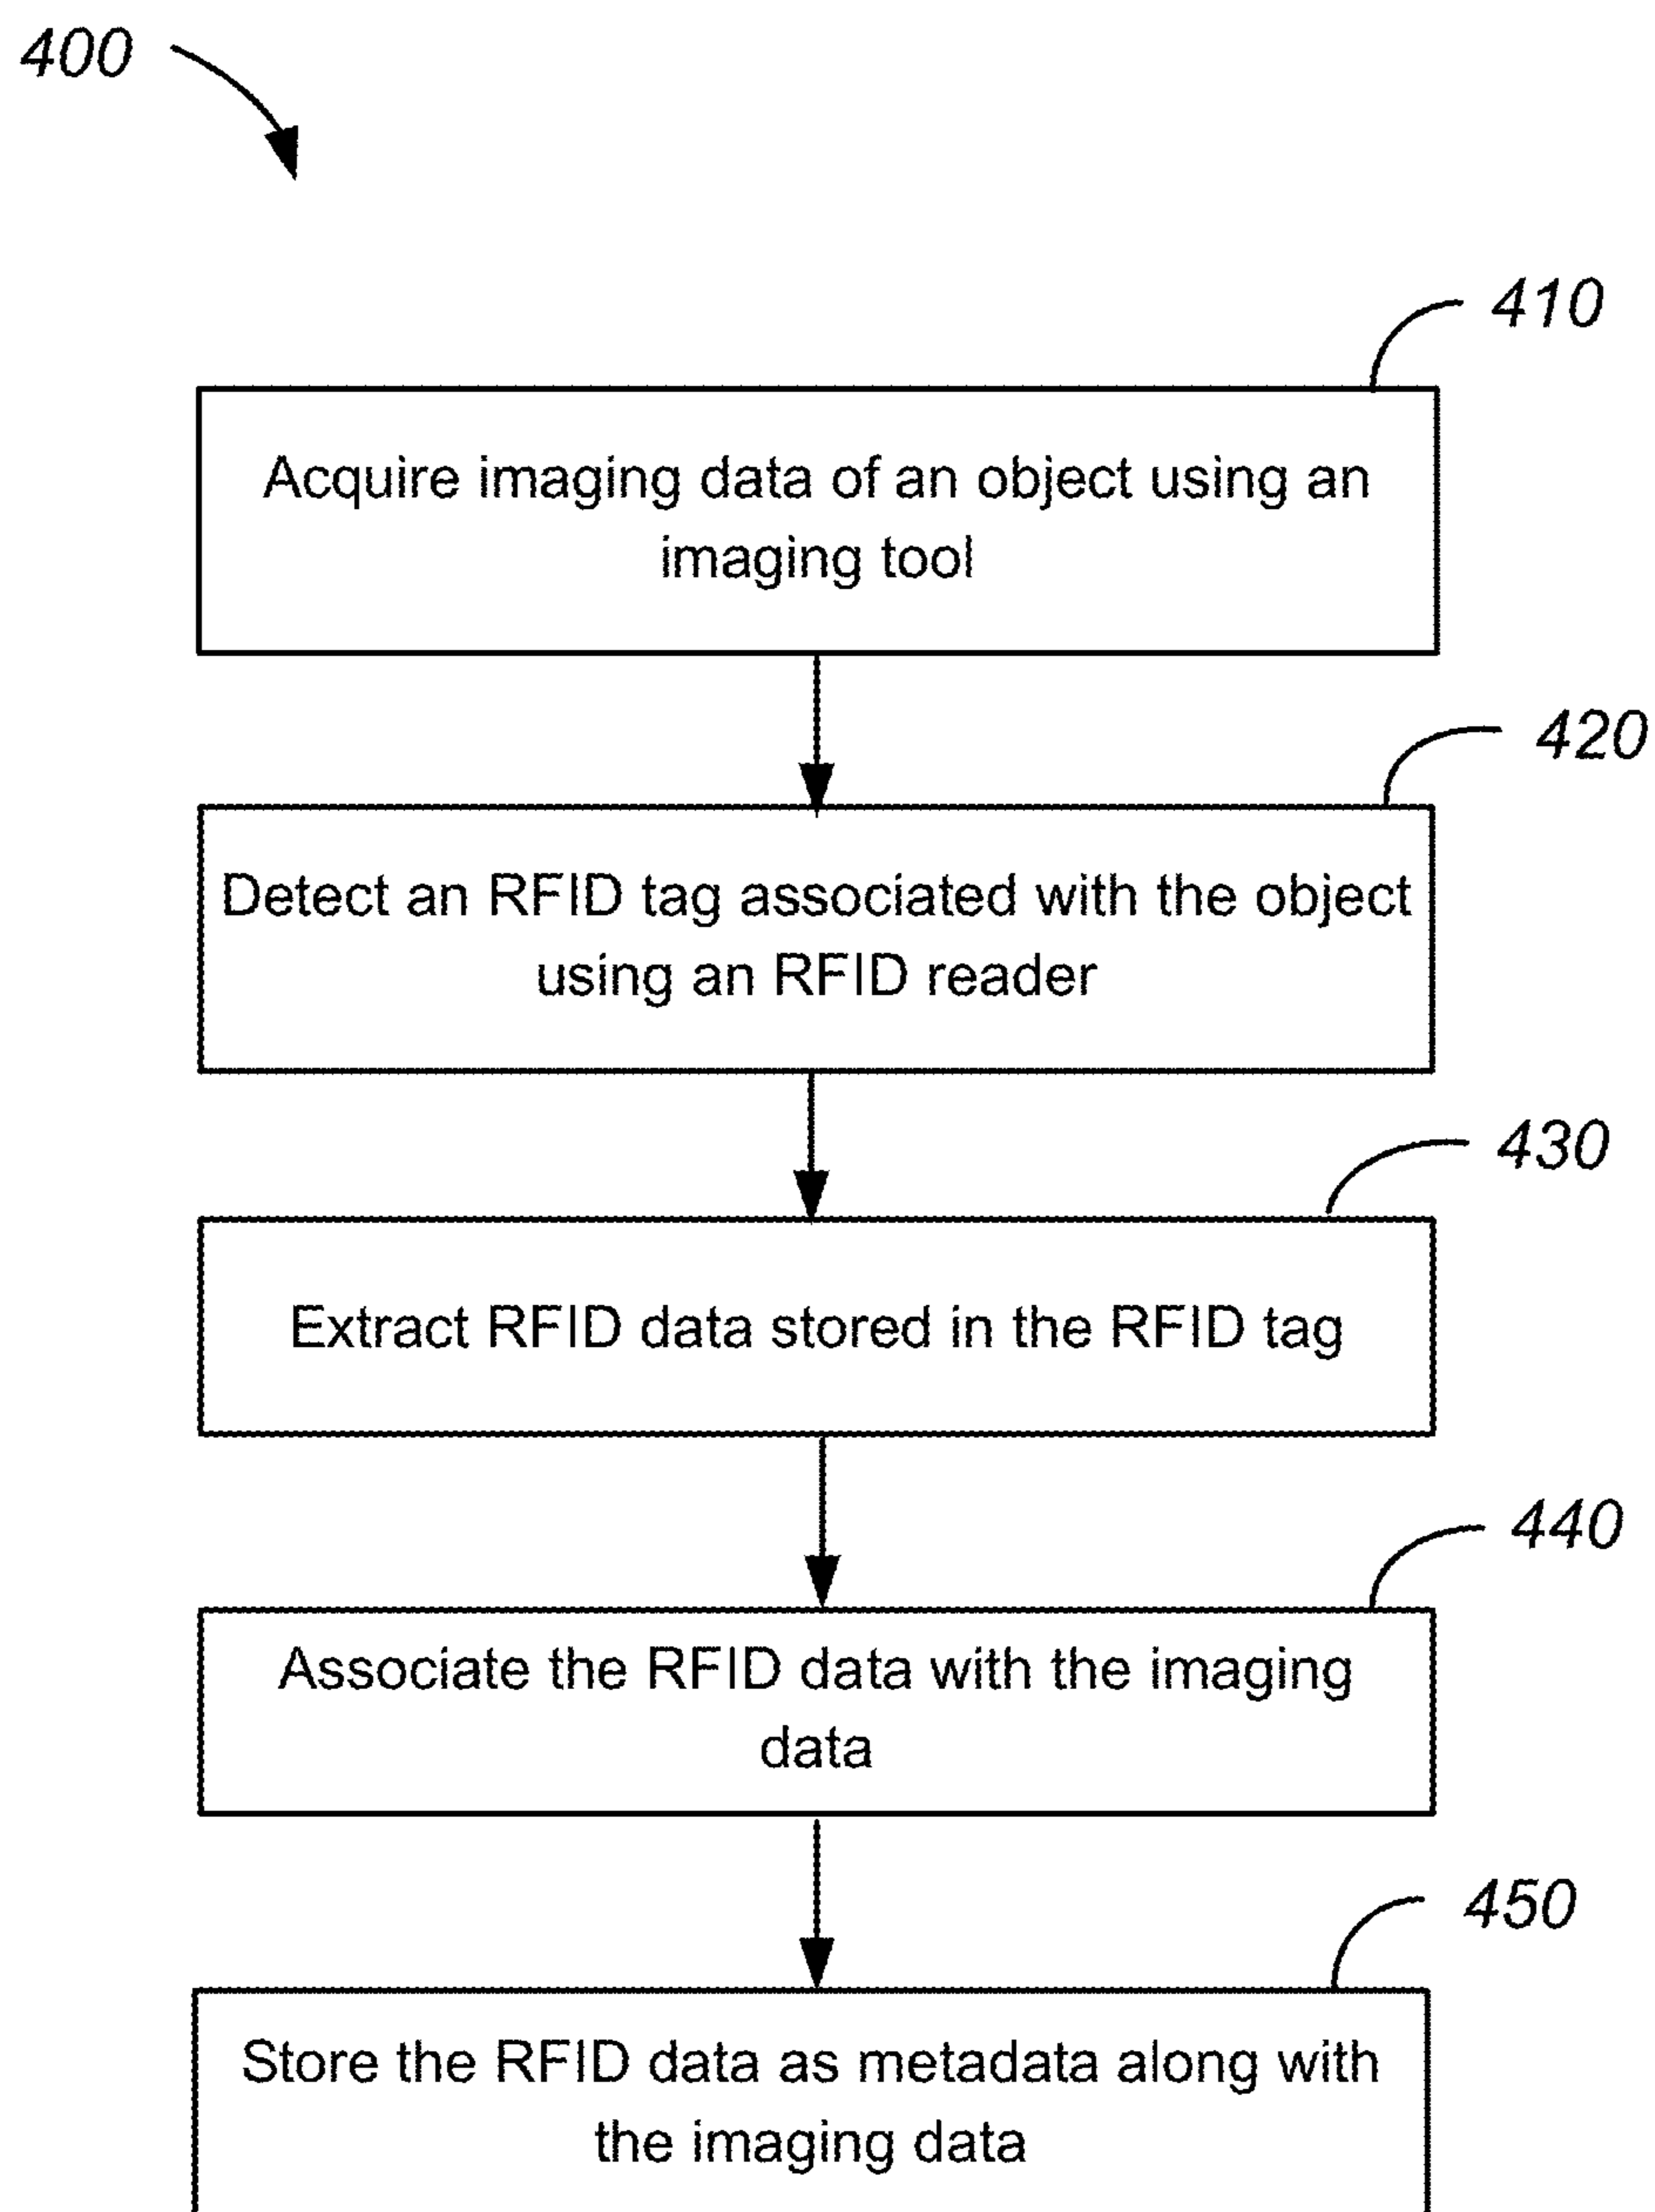 400
410
Acquire imaging data of an object using an
imaging tool
420
Detect an RFID tag associated with the object
using an RFID reader
430
Extract RFID data stored in the RFID tag
440
Associate the RFID data with the imaging
data
450
Store the RFID data as metadata along with
the imaging data